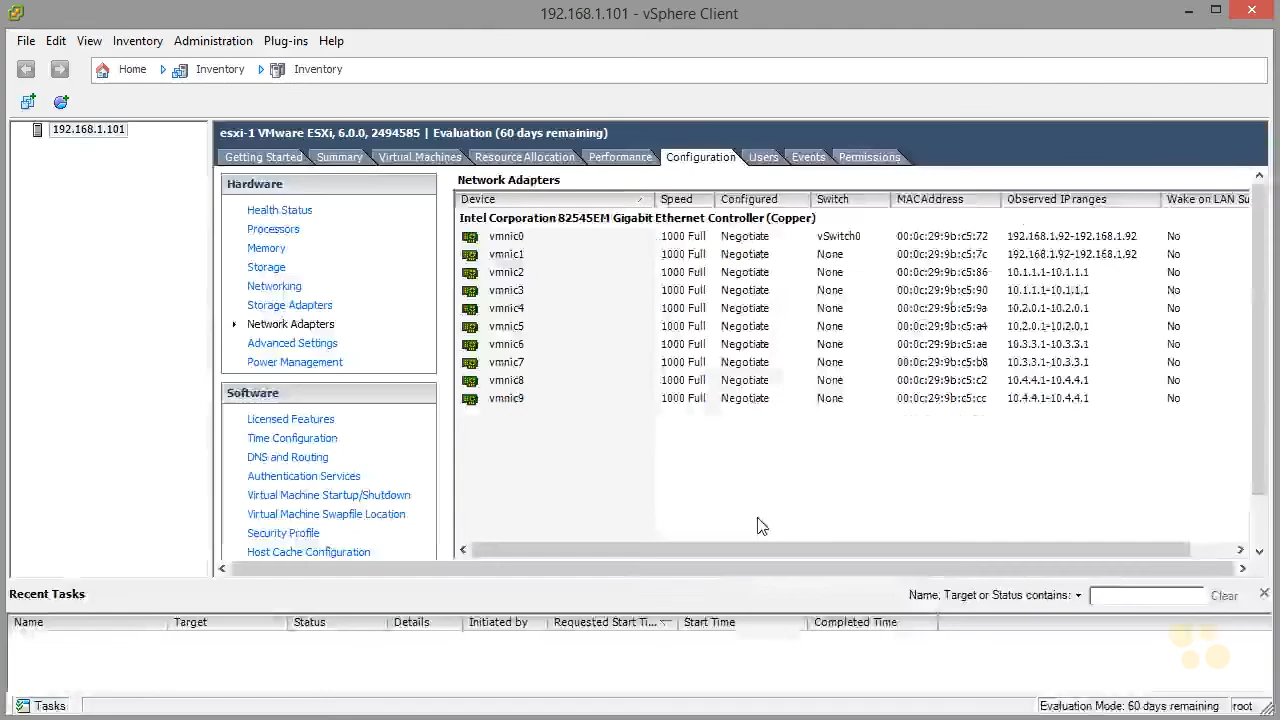 192.168.1.101 - vSphere Client
File Edit View Inventory Administration Plug-ins Help
Home Inventory Inventory
192.168.1.101
esxi-1 VMware ESXi, 6.0.0, 2494585 | Evaluation (60 days remaining)
Getting Started Summary Virtual Machines Resource Allocation Performance Configuration Users Events Permissions
Hardware
Health Status
Processors
Memory
Storage
Networking
Storage Adapters
Network Adapters
Advanced Settings
Power Management
Software
Licensed Features
Time Configuration
DNS and Routing
Authentication Services
Virtual Machine Startup/Shutdown
Virtual Machine Swapfile Location
Security Profile
Host Cache Configuration
Network Adapters
Device Speed Configured Switch MAC Address Observed IP ranges Wake on LAN Su
Intel Corporation 82545EM Gigabit Ethernet Controller (Copper)
vmnic0 1000 Full Negotiate vSwitch0 00:0c:29:9b:c5:72 192.168.1.92-192.168.1.92 No
vmnic1 1000 Full Negotiate None 00:0c:29:9b:c5:7c 192.168.1.92-192.168.1.92 No
vmnic2 1000 Full Negotiate None 00:0c:29:9b:c5:86 10.1.1.1-10.1.1.1 No
vmnic3 1000 Full Negotiate None 00:0c:29:9b:c5:90 10.1.1.1-10.1.1.1 No
vmnic4 1000 Full Negotiate None 00:0c:29:9b:c5:9a 10.2.0.1-10.2.0.1 No
vmnic5 1000 Full Negotiate None 00:0c:29:9b:c5:a4 10.2.0.1-10.2.0.1 No
vmnic6 1000 Full Negotiate None 00:0c:29:9b:c5:ae 10.3.3.1-10.3.3.1 No
vmnic7 1000 Full Negotiate None 00:0c:29:9b:c5:b8 10.3.3.1-10.3.3.1 No
vmnic8 1000 Full Negotiate None 00:0c:29:9b:c5:c2 10.4.4.1-10.4.4.1 No
vmnic9 1000 Full Negotiate None 00:0c:29:9b:c5:cc 10.4.4.1-10.4.4.1 No
Recent Tasks Name, Target or Status contains: Clear
Name Target Status Details Initiated by Requested Start Ti... Start Time Completed Time
Tasks Evaluation Mode: 60 days remaining root